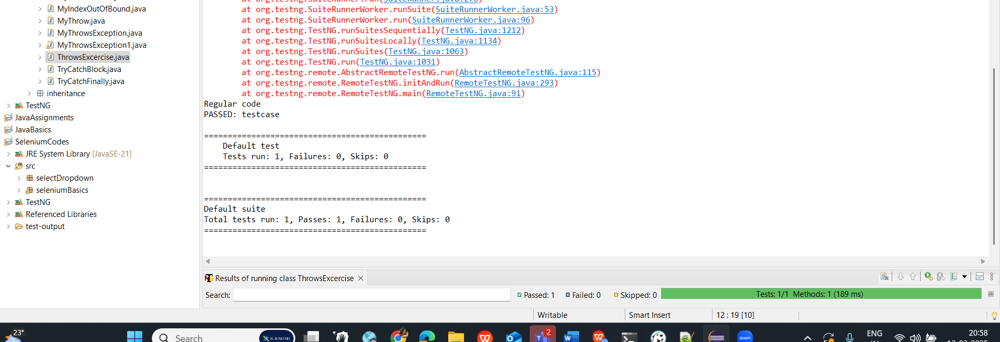 MyIndexOutOfBound.java
MyThrow.java
MyThrowsException.java
MyThrowsException1.java
ThrowsExcercise.java
TryCatchBlock.java
TryCatchFinally.java
inheritance
TestNG
JavaAssignments
JavaBasics
SeleniumCodes
JRE System Library [JavaSE-21]
src
selectDropdown
seleniumBasics
TestNG
Referenced Libraries
test-output
at org.testng.SuiteRunner.run(SuiteRunner.java:276)
at org.testng.SuiteRunnerWorker.runSuite(SuiteRunnerWorker.java:53)
at org.testng.SuiteRunnerWorker.run(SuiteRunnerWorker.java:96)
at org.testng.TestNG.runSuitesSequentially(TestNG.java:1212)
at org.testng.TestNG.runSuitesLocally(TestNG.java:1134)
at org.testng.TestNG.runSuites(TestNG.java:1063)
at org.testng.TestNG.run(TestNG.java:1031)
at org.testng.remote.AbstractRemoteTestNG.run(AbstractRemoteTestNG.java:115)
at org.testng.remote.RemoteTestNG.initAndRun(RemoteTestNG.java:293)
at org.testng.remote.RemoteTestNG.main(RemoteTestNG.java:91)
Regular code
PASSED: testcase
===============================================
Default test
Tests run: 1, Failures: 0, Skips: 0
===============================================
===============================================
Default suite
Total tests run: 1, Passes: 1, Failures: 0, Skips: 0
===============================================
Results of running class ThrowsExcercise
Search:
Passed: 1
Failed: 0
Skipped: 0
Tests: 1/1 Methods: 1 (189 ms)
Writable
Smart Insert
12 : 19 [10]
23°
Search
KANINI
2
zoom
ENG
20:58